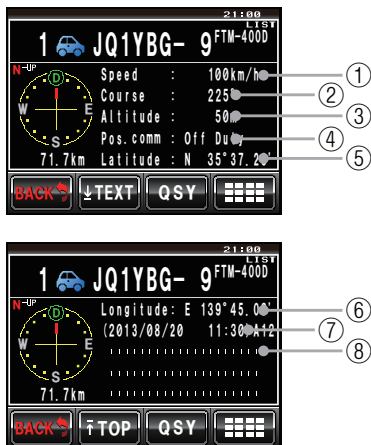 21:00
LIST
1 JQ1YBG- 9 FTM-400D
N-UP
Speed : 100km/h ①
Course : 225° ②
Altitude : 50m ③
Pos.comm : Off Duty ④
Latitude : N 35°37. ⑤
D
W E
S
71.7km
BACK TEXT QSY
21:00
LIST
1 JQ1YBG- 9 FTM-400D
N-UP
Longitude: E 139°45. ⑥
(2013/08/20 11:30 A12 ⑦
⑧
D
W E
S
71.7km
BACK TOP QSY